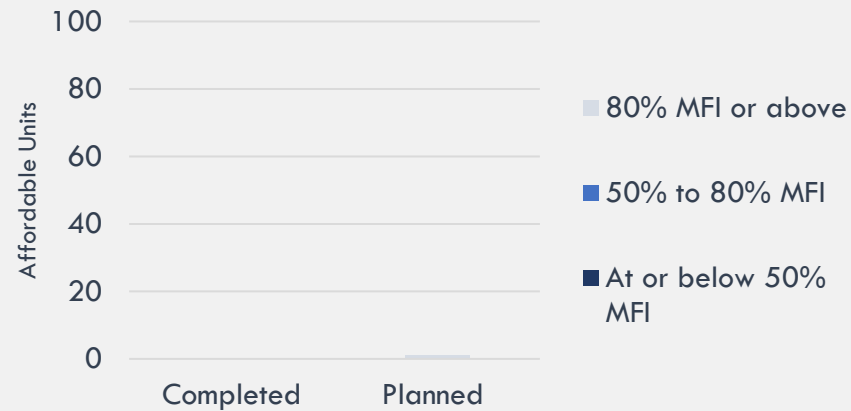 100
80
60
40
20
0
Affordable Units
Completed
Planned
80% MFI or above
50% to 80% MFI
At or below 50%
MFI